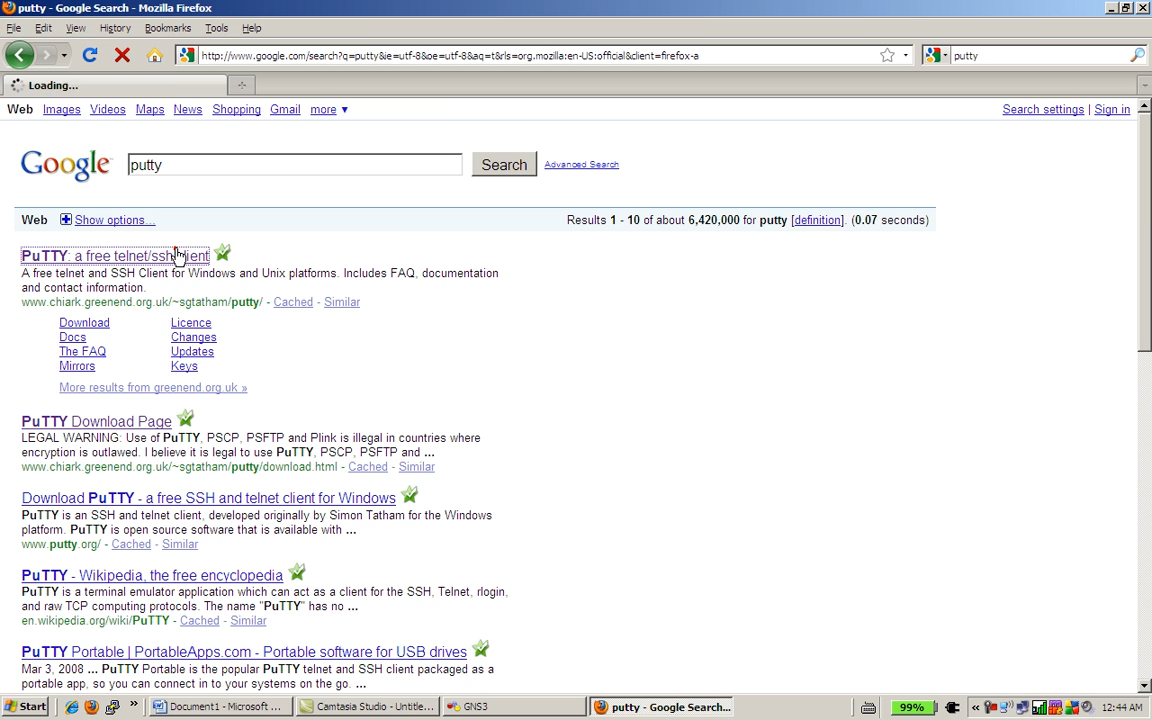 putty - Google Search - Mozilla Firefox
File Edit View History Bookmarks Tools Help
http://www.google.com/search?q=putty&ie=utf-8&oe=utf-8&aq=t&rls=org.mozilla:en-US:official&client=firefox-a
putty
Loading...
Web Images Videos Maps News Shopping Gmail more ▼
Search settings | Sign in
Google putty Search Advanced Search
Web Show options...
Results 1 - 10 of about 6,420,000 for putty [definition]. (0.07 seconds)
PuTTY: a free telnet/ssh client
A free telnet and SSH Client for Windows and Unix platforms. Includes FAQ, documentation
and contact information.
www.chiark.greenend.org.uk/~sgtatham/putty/ - Cached - Similar
Download Licence
Docs Changes
The FAQ Updates
Mirrors Keys
More results from greenend.org.uk »
PuTTY Download Page
LEGAL WARNING: Use of PuTTY, PSCP, PSFTP and Plink is illegal in countries where
encryption is outlawed. I believe it is legal to use PuTTY, PSCP, PSFTP and ...
www.chiark.greenend.org.uk/~sgtatham/putty/download.html - Cached - Similar
Download PuTTY - a free SSH and telnet client for Windows
PuTTY is an SSH and telnet client, developed originally by Simon Tatham for the Windows
platform. PuTTY is open source software that is available with ...
www.putty.org/ - Cached - Similar
PuTTY - Wikipedia, the free encyclopedia
PuTTY is a terminal emulator application which can act as a client for the SSH, Telnet, rlogin,
and raw TCP computing protocols. The name "PuTTY" has no ...
en.wikipedia.org/wiki/PuTTY - Cached - Similar
PuTTY Portable | PortableApps.com - Portable software for USB drives
Mar 3, 2008 ... PuTTY Portable is the popular PuTTY telnet and SSH client packaged as a
portable app, so you can connect in to your systems on the go. ...
Start » Document1 - Microsoft ... Camtasia Studio - Untitle... GNS3 putty - Google Search... 99% « 12:44 AM